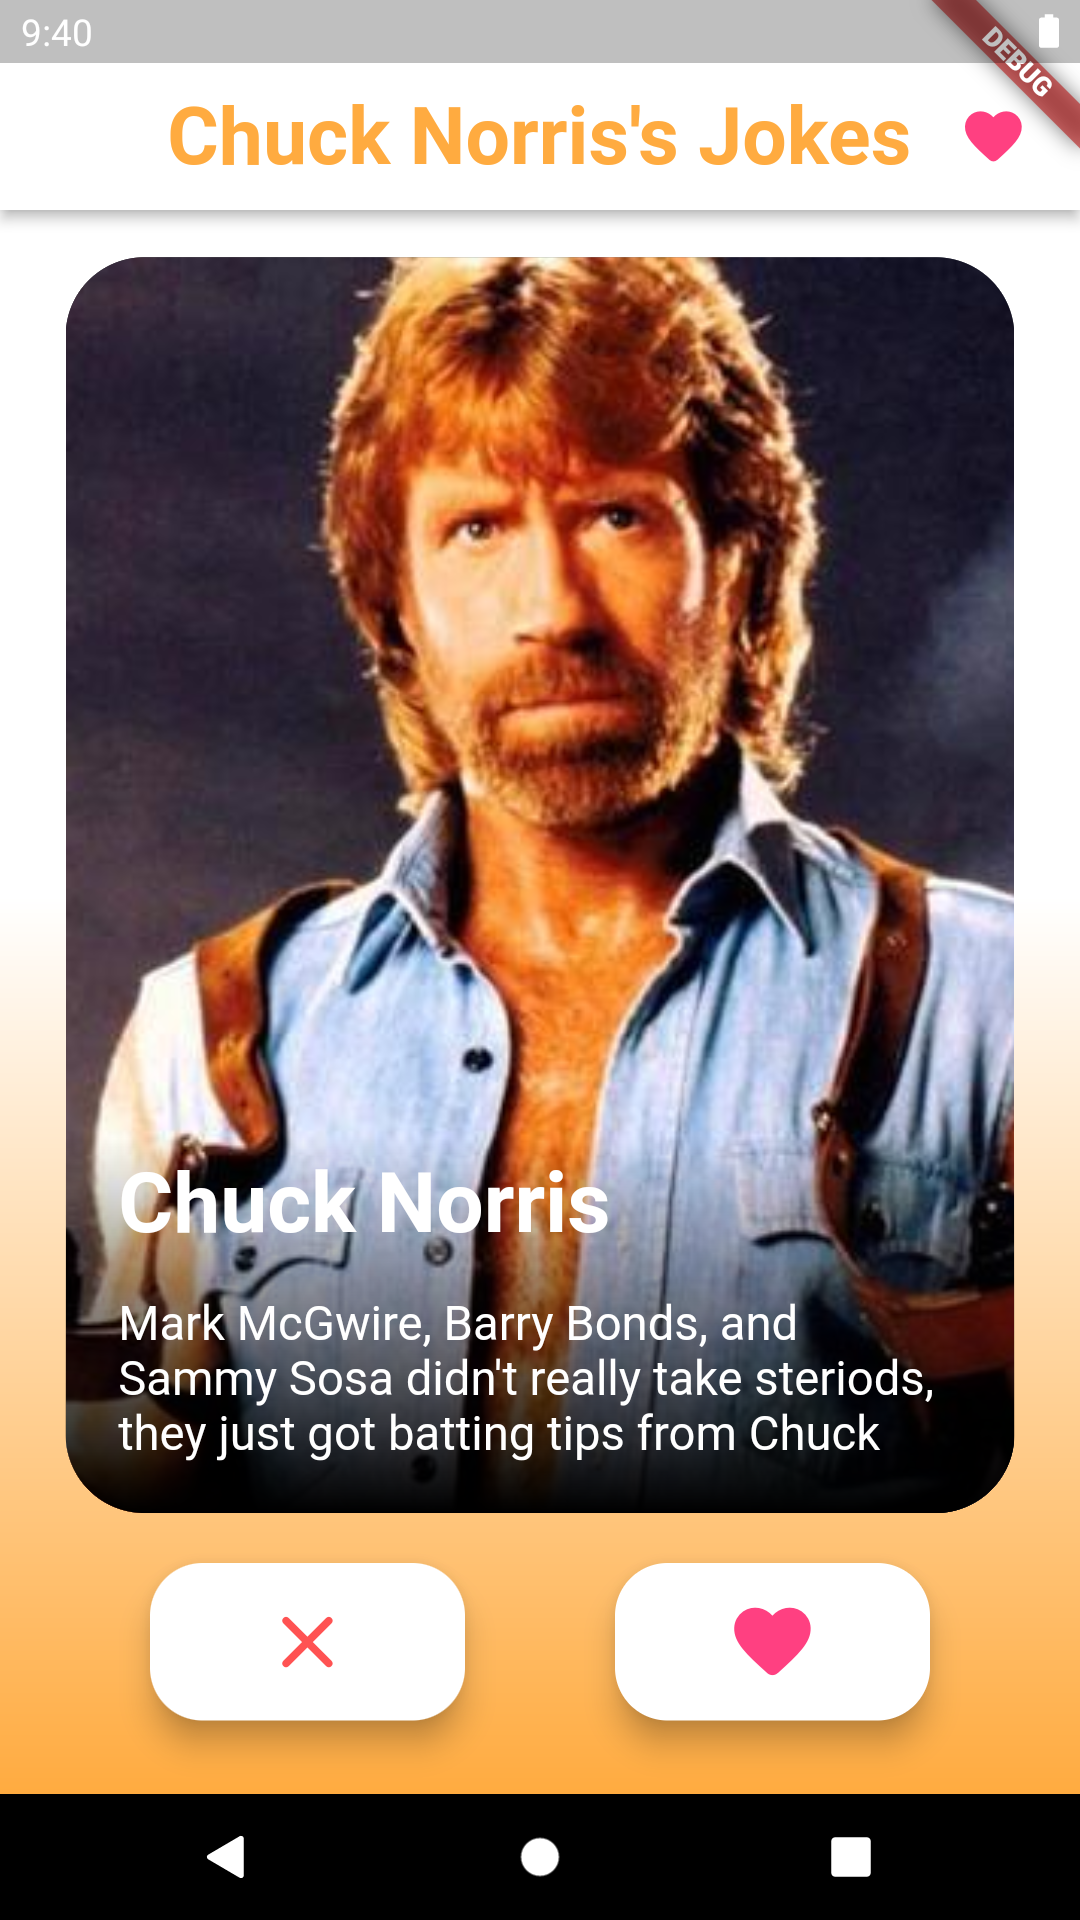 9:40
DEBUG
Chuck Norris's Jokes
Chuck Norris
Mark McGwire, Barry Bonds, and
Sammy Sosa didn't really take steriods,
they just got batting tips from Chuck